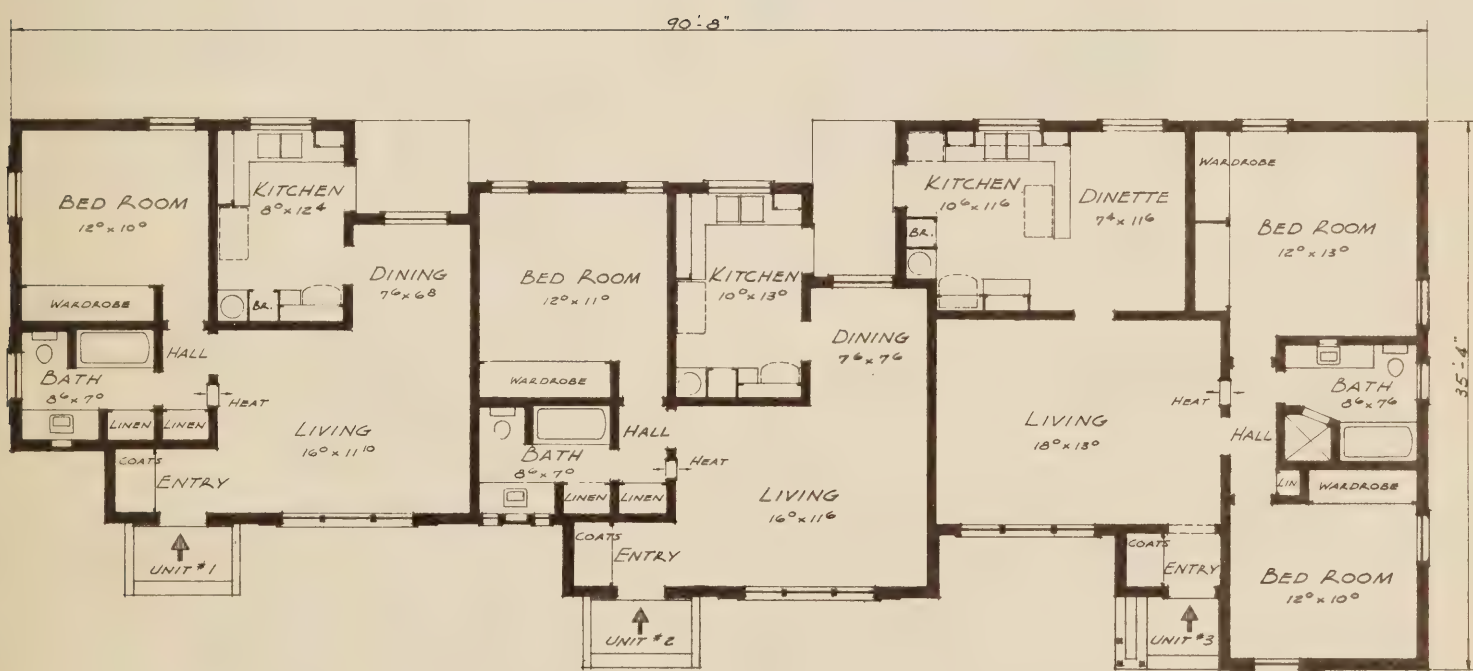 90'-8"
BED ROOM
12⁰ x 10⁰
WARDROBE
KITCHEN
8⁰ x 12⁴
BR.
DINING
7⁶ x 6⁸
HALL
BATH
8⁶ x 7⁰
LINEN
LINEN
HEAT
LIVING
16⁰ x 11¹⁰
COATS
ENTRY
UNIT #1
BED ROOM
12⁰ x 11⁰
WARDROBE
KITCHEN
10⁰ x 13⁰
DINING
7⁶ x 7⁶
HALL
BATH
8⁶ x 7⁰
LINEN
LINEN
HEAT
LIVING
16⁰ x 11⁶
COATS
ENTRY
UNIT #2
KITCHEN
10⁶ x 11⁶
BR.
DINETTE
7⁴ x 11⁶
WARDROBE
BED ROOM
12⁰ x 13⁰
LIVING
18⁰ x 13⁰
HEAT
HALL
BATH
8⁶ x 7⁶
LIN
WARDROBE
COATS
ENTRY
UNIT #3
BED ROOM
12⁰ x 10⁰
35'-4"